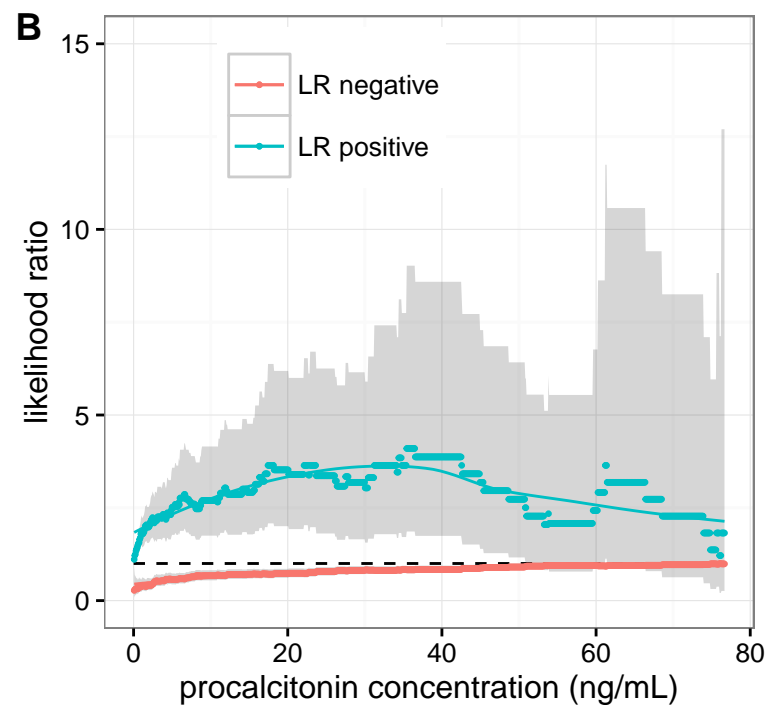 B
15
10
5
0
likelihood ratio
LR negative
LR positive
0 20 40 60 80
procalcitonin concentration (ng/mL)